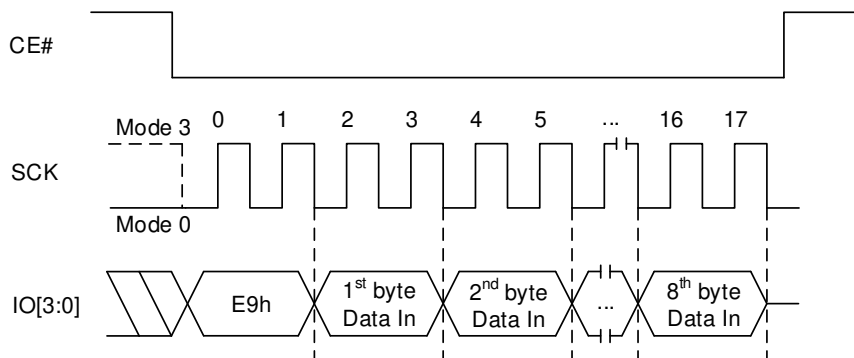 CE#
0 1 2 3 4 5 ... 16 17
Mode 3
SCK
Mode 0
IO[3:0]
E9h
1st byte
Data In
2nd byte
Data In
...
8th byte
Data In